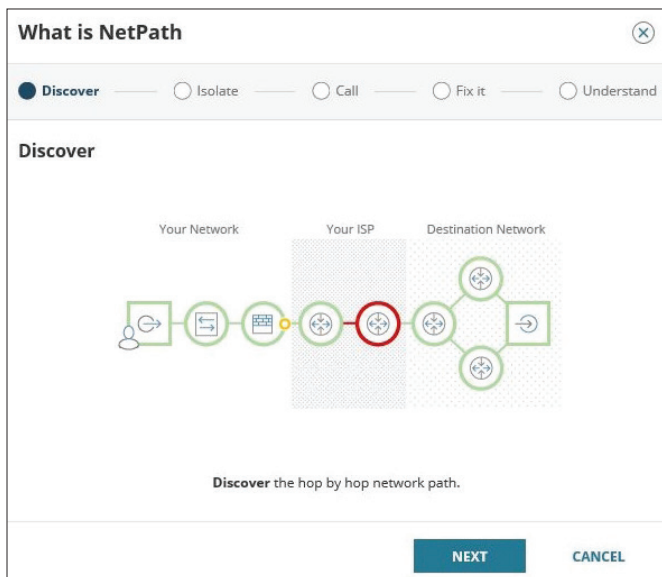 What is NetPath
Discover Isolate Call Fix it Understand
Discover
Your Network Your ISP Destination Network
Discover the hop by hop network path.
NEXT CANCEL